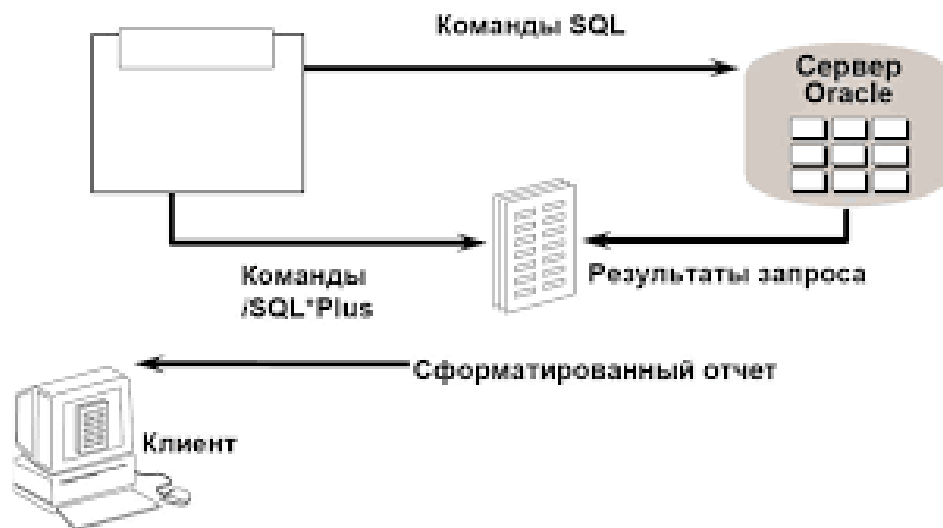 Команды SQL
Сервер
Oracle
Команды
/SQL*Plus
Результаты запроса
Сформатированный отчет
Клиент